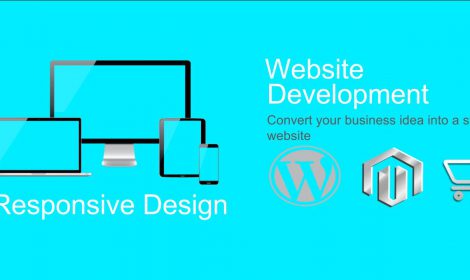 Website
Development
Convert your business idea into a
website
Responsive Design